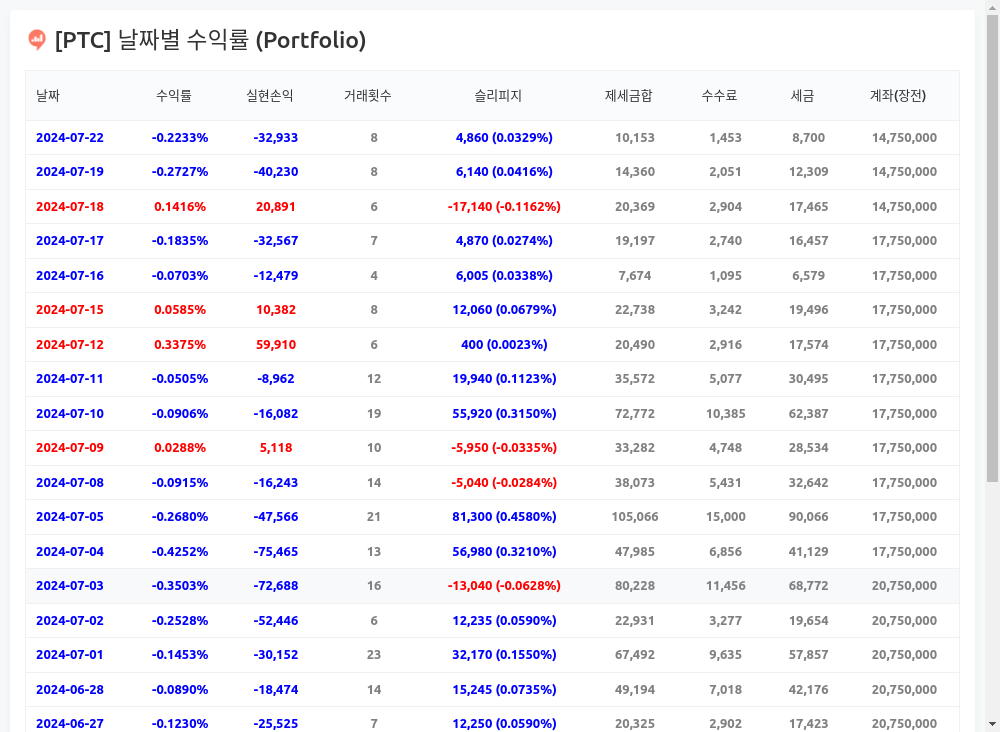 [PTC] 날짜별 수익률 (Portfolio)
날짜 수익률 실현손익 거래횟수 슬리피지 제세금합 수수료 세금 계좌(장전)
2024-07-22 -0.2233% -32,933 8 4,860 (0.0329%) 10,153 1,453 8,700 14,750,000
2024-07-19 -0.2727% -40,230 8 6,140 (0.0416%) 14,360 2,051 12,309 14,750,000
2024-07-18 0.1416% 20,891 6 -17,140 (-0.1162%) 20,369 2,904 17,465 14,750,000
2024-07-17 -0.1835% -32,567 7 4,870 (0.0274%) 19,197 2,740 16,457 17,750,000
2024-07-16 -0.0703% -12,479 4 6,005 (0.0338%) 7,674 1,095 6,579 17,750,000
2024-07-15 0.0585% 10,382 8 12,060 (0.0679%) 22,738 3,242 19,496 17,750,000
2024-07-12 0.3375% 59,910 6 400 (0.0023%) 20,490 2,916 17,574 17,750,000
2024-07-11 -0.0505% -8,962 12 19,940 (0.1123%) 35,572 5,077 30,495 17,750,000
2024-07-10 -0.0906% -16,082 19 55,920 (0.3150%) 72,772 10,385 62,387 17,750,000
2024-07-09 0.0288% 5,118 10 -5,950 (-0.0335%) 33,282 4,748 28,534 17,750,000
2024-07-08 -0.0915% -16,243 14 -5,040 (-0.0284%) 38,073 5,431 32,642 17,750,000
2024-07-05 -0.2680% -47,566 21 81,300 (0.4580%) 105,066 15,000 90,066 17,750,000
2024-07-04 -0.4252% -75,465 13 56,980 (0.3210%) 47,985 6,856 41,129 17,750,000
2024-07-03 -0.3503% -72,688 16 -13,040 (-0.0628%) 80,228 11,456 68,772 20,750,000
2024-07-02 -0.2528% -52,446 6 12,235 (0.0590%) 22,931 3,277 19,654 20,750,000
2024-07-01 -0.1453% -30,152 23 32,170 (0.1550%) 67,492 9,635 57,857 20,750,000
2024-06-28 -0.0890% -18,474 14 15,245 (0.0735%) 49,194 7,018 42,176 20,750,000
2024-06-27 -0.1230% -25,525 7 12,250 (0.0590%) 20,325 2,902 17,423 20,750,000